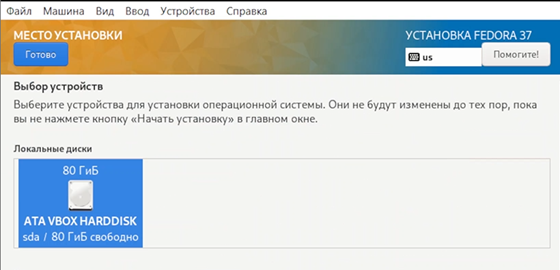 Файл Машина Вид Ввод Устройства Справка
МЕСТО УСТАНОВКИ
УСТАНОВКА FEDORA 37
Готово
us
Помогите!
Выбор устройств
Выберите устройства для установки операционной системы. Они не будут изменены до тех пор, пока
вы не нажмете кнопку «Начать установку» в главном окне.
Локальные диски
80 ГиБ
ATA VBOX HARDDISK
sda / 80 ГиБ свободно